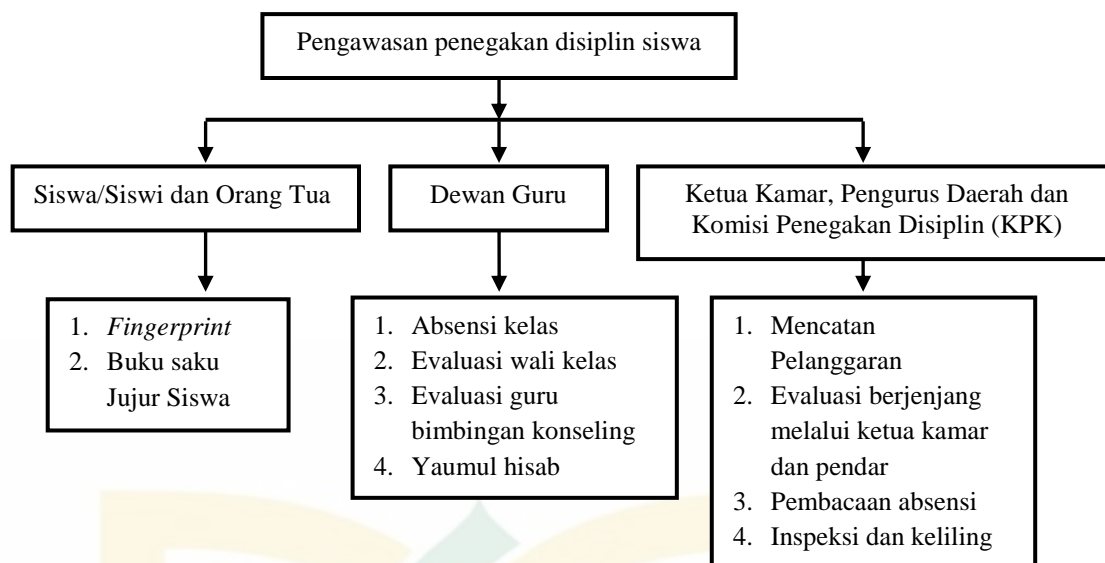 Pengawasan penegakan disiplin siswa
Siswa/Siswi dan Orang Tua
Dewan Guru
Ketua Kamar, Pengurus Daerah dan
Komisi Penegakan Disiplin (KPK)
1. Fingerprint
2. Buku saku
Jujur Siswa
1. Absensi kelas
2. Evaluasi wali kelas
3. Evaluasi guru
bimbingan konseling
4. Yaumul hisab
1. Mencatan
Pelanggaran
2. Evaluasi berjenjang
melalui ketua kamar
dan pendar
3. Pembacaan absensi
4. Inspeksi dan keliling